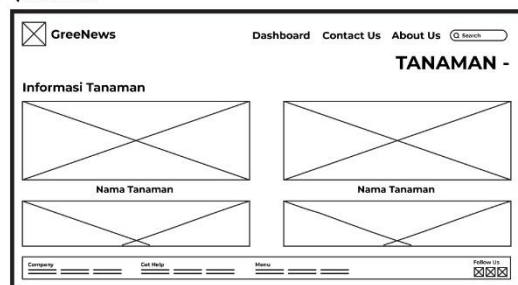 GreeNews
Dashboard Contact Us About Us Search
TANAMAN -
Informasi Tanaman
Nama Tanaman Nama Tanaman
Company Get Help Menu Follow Us